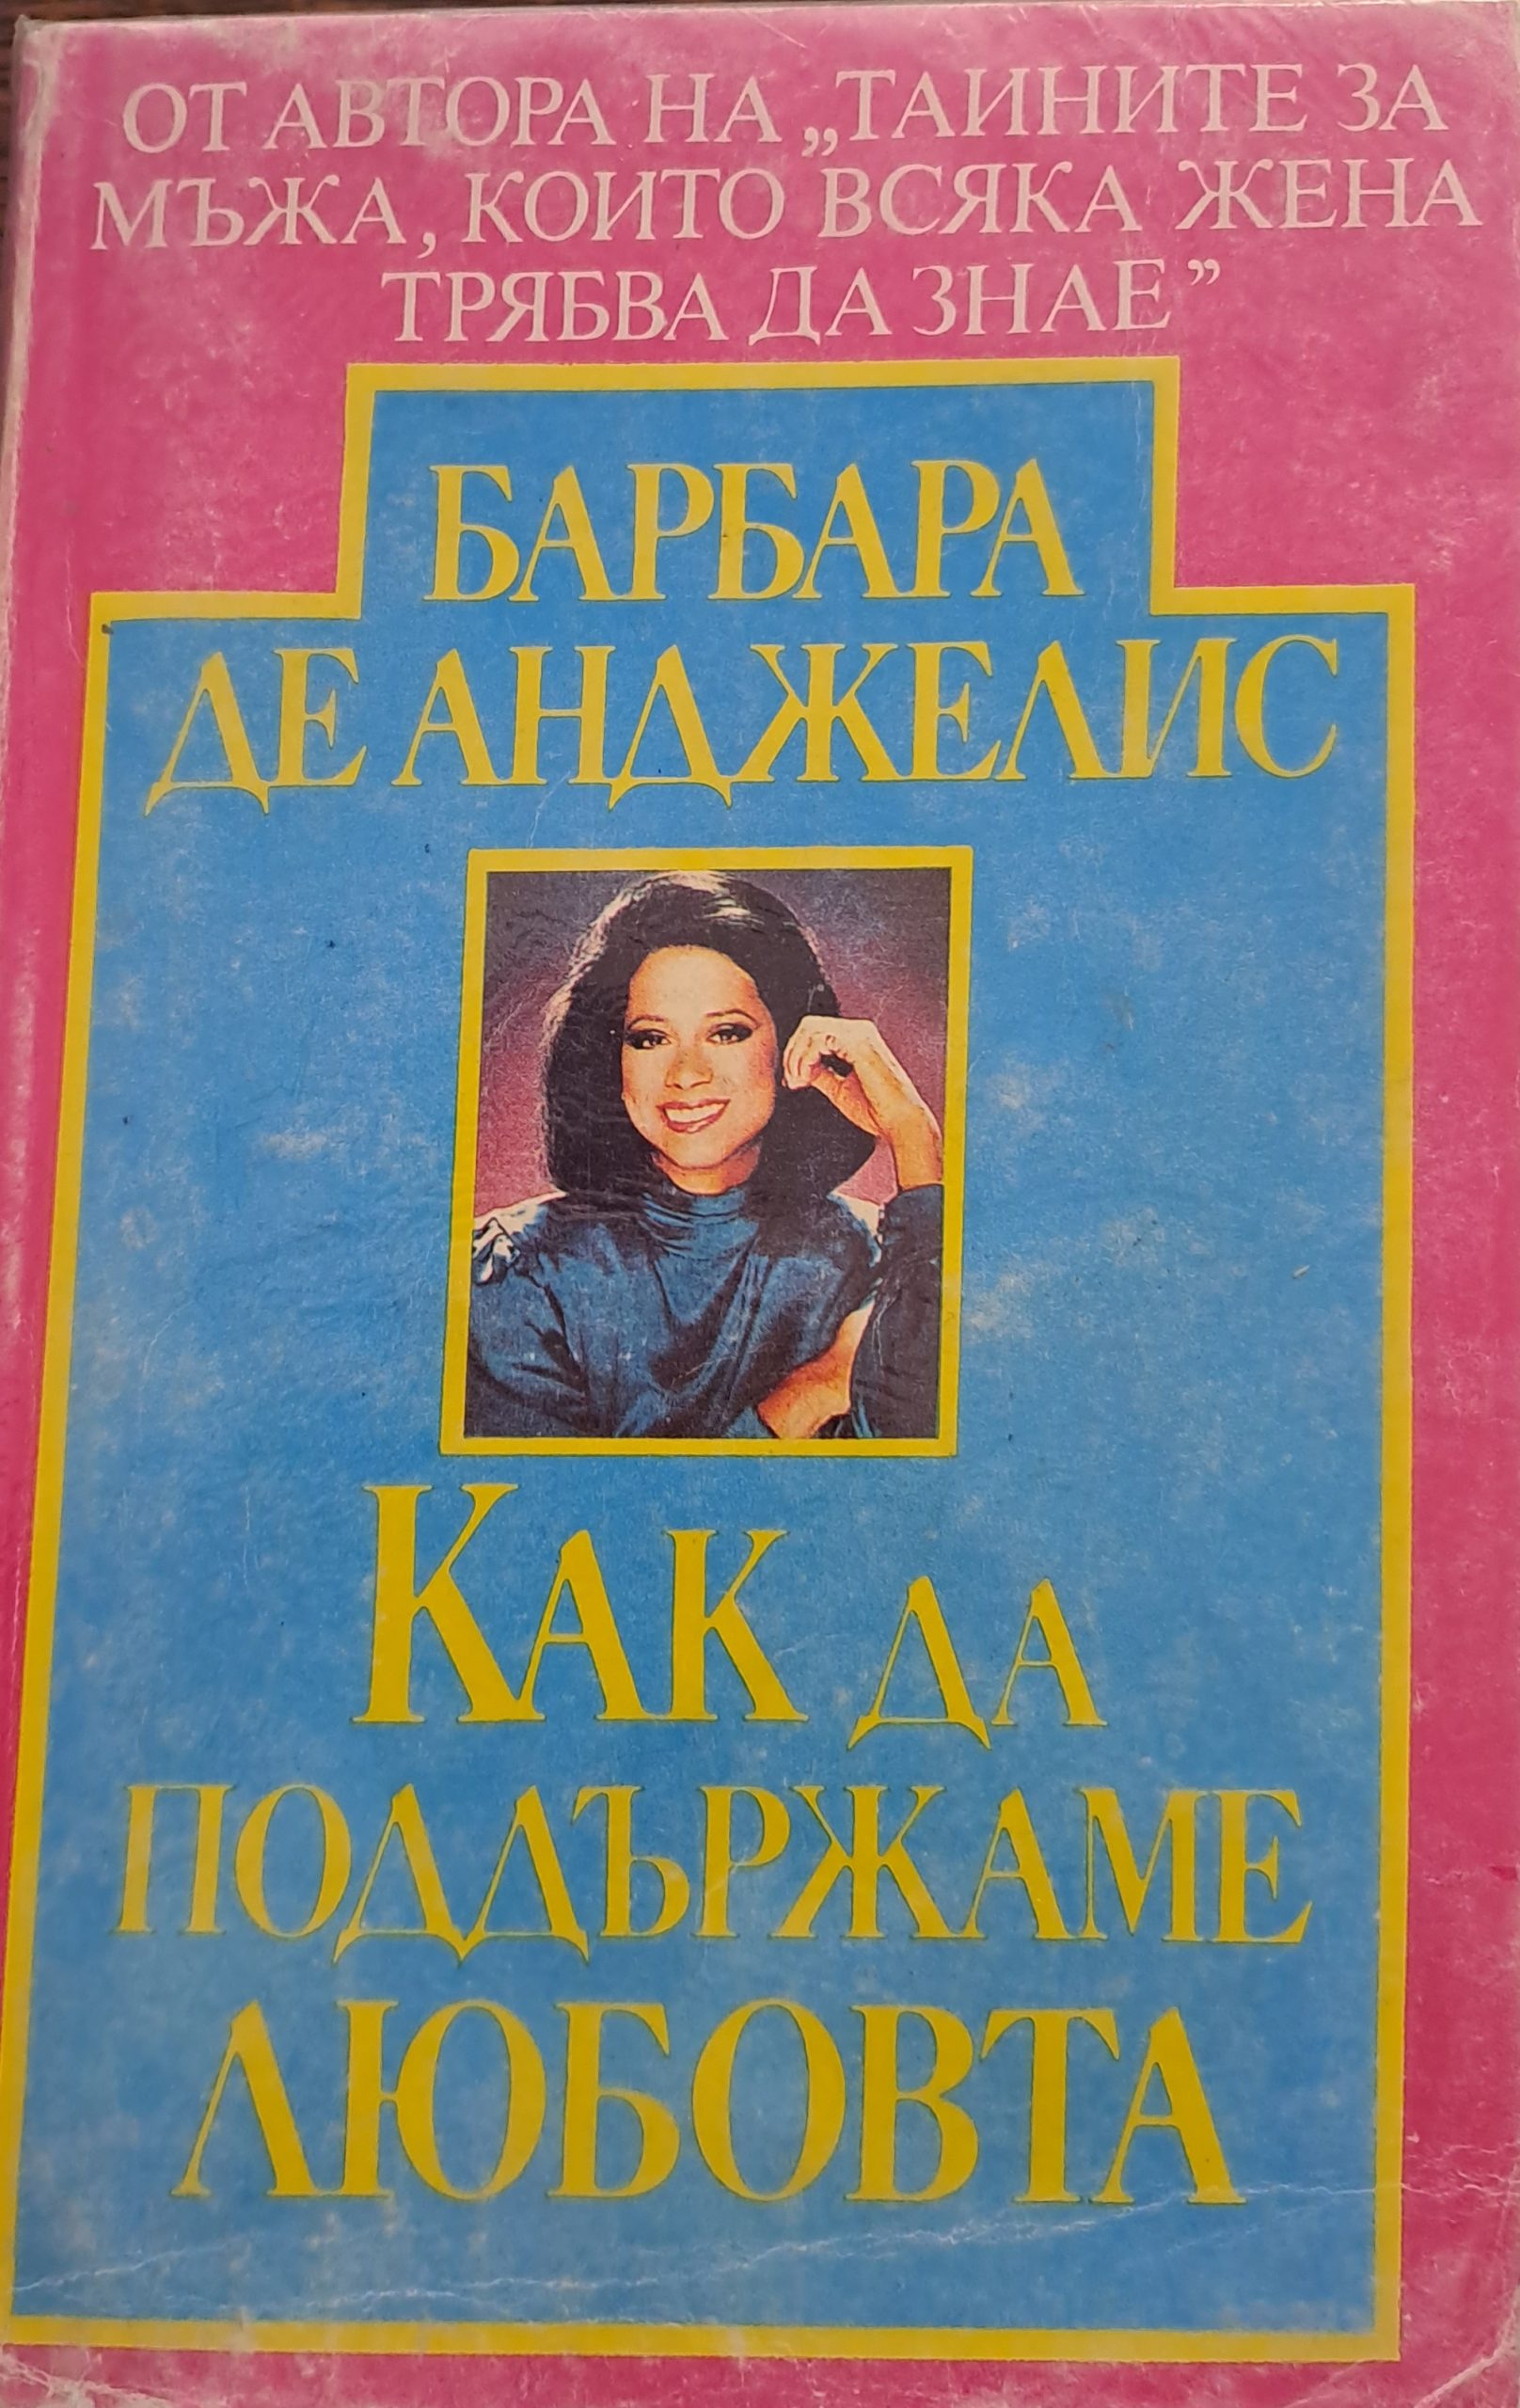 ОТ АВТОРА НА „ТАИНИТЕ ЗА
МЪЖА, КОИТО ВСЯКА ЖЕНА
ТРЯБВА ДА ЗНАЕ”
БАРБАРА
ДЕ АНДЖЕЛИС
КАК ДА
ПОДДЪРЖАМЕ
ЛЮБОВТА